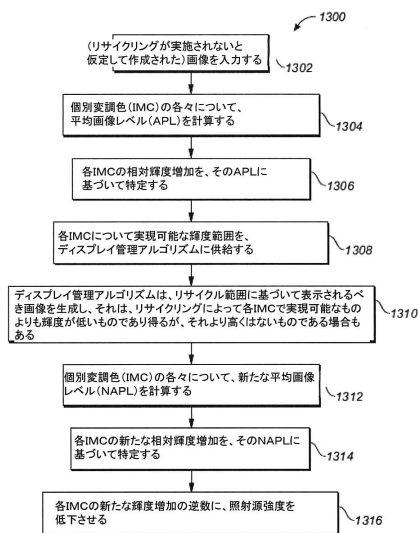 1300
(リサイクリングが実施されないと
仮定して作成された)画像を入力する
1302
個別変調色(IMC)の各々について、
平均画像レベル(APL)を計算する
1304
各IMCの相対輝度増加を、そのAPLに
基づいて特定する
1306
各IMCについて実現可能な輝度範囲を、
ディスプレイ管理アルゴリズムに供給する
1308
ディスプレイ管理アルゴリズムは、リサイクル範囲に基づいて表示されるべ
き画像を生成し、それは、リサイクリングによって各IMCで実現可能なもの
よりも輝度が低いものであり得るが、それより高くはないものである場合も
ある
1310
個別変調色(IMC)の各々について、新たな平均画像
レベル(NAPL)を計算する
1312
各IMCの新たな相対輝度増加を、そのNAPLに
基づいて特定する
1314
各IMCの新たな輝度増加の逆数に、照射源強度を
低下させる
1316